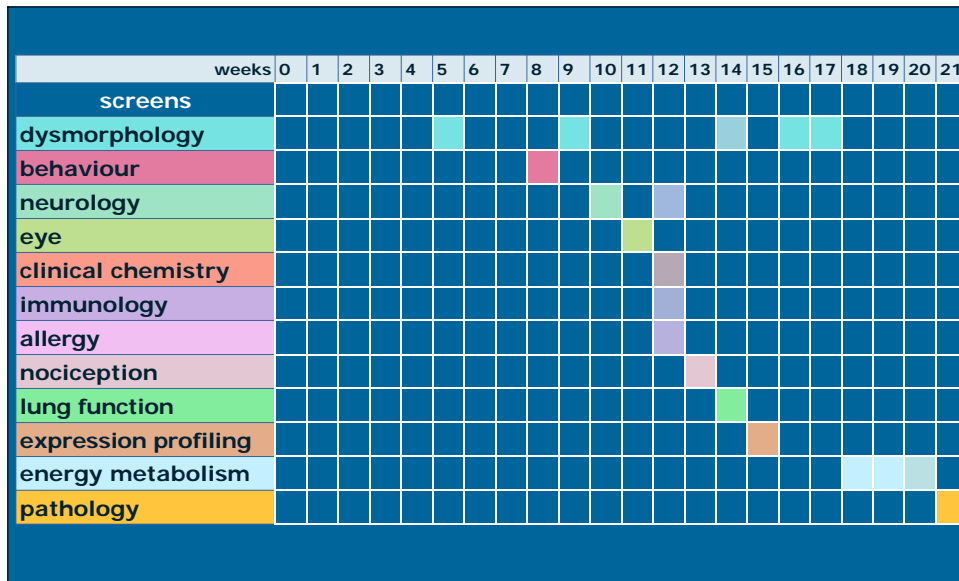 weeks 0 1 2 3 4 5 6 7 8 9 10 11 12 13 14 15 16 17 18 19 20 21
screens
dysmorphology
behaviour
neurology
eye
clinical chemistry
immunology
allergy
nociception
lung function
expression profiling
energy metabolism
pathology